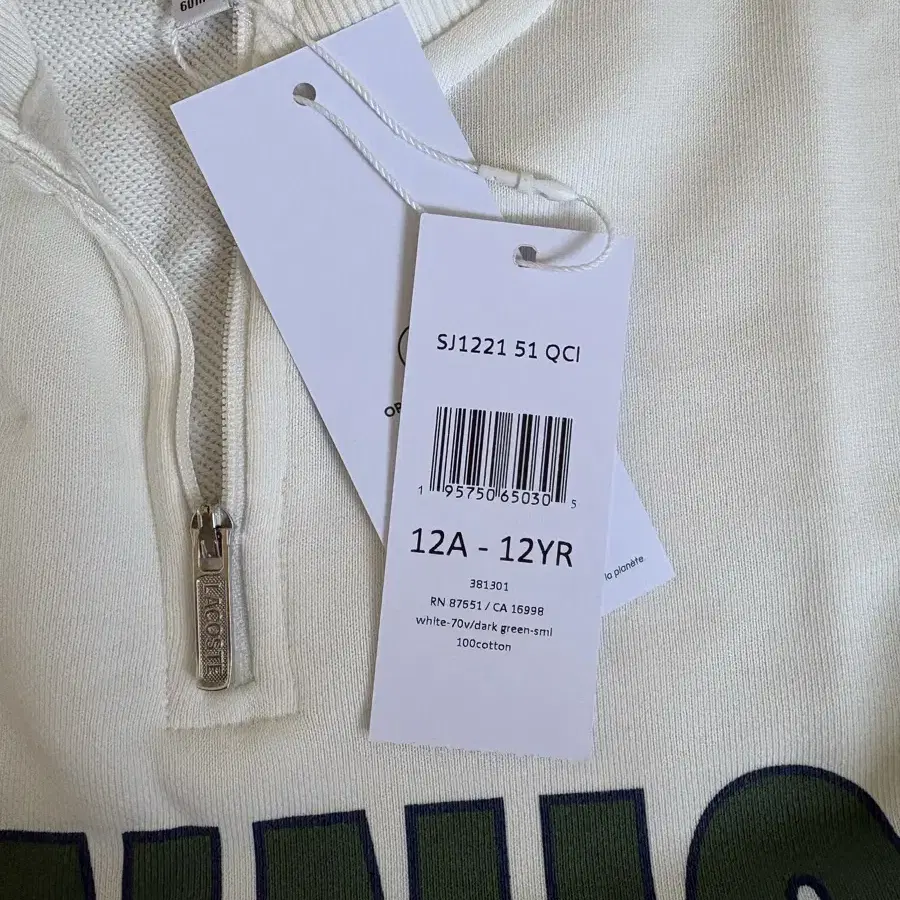 SJ1221 51 QCI
1 95750 65030 5
12A - 12YR
381301
RN 87651 / CA 16998
white-70v/dark green-sml
100cotton
la planète.
LACOSTE